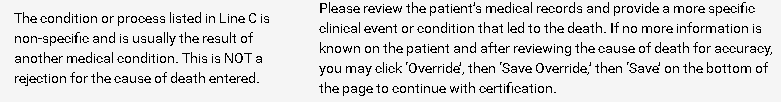 The condition or process listed in Line C is
non-specific and is usually the result of
another medical condition. This is NOT a
rejection for the cause of death entered.
Please review the patient's medical records and provide a more specific
clinical event or condition that led to the death. If no more information is
known on the patient and after reviewing the cause of death for accuracy,
you may click 'Override', then 'Save Override,' then 'Save' on the bottom of
the page to continue with certification.